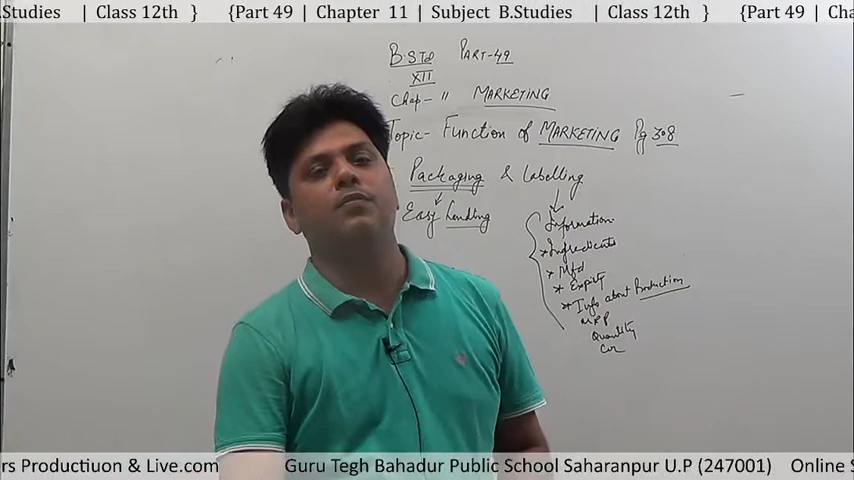 .Studies | Class 12th } {Part 49 | Chapter 11 | Subject B.Studies | Class 12th } {Part 49 | Cha
B.Std PART-49
XII
Chap- 11 MARKETING
Topic- Function of MARKETING Pg 308
Packaging & Labelling
Easy Handling
Information
* Ingredients
* Mfd
* Expiry
* Info about Production
MRP
Quantity
rs Productiuon & Live.com Guru Tegh Bahadur Public School Saharanpur U.P (247001) Online S